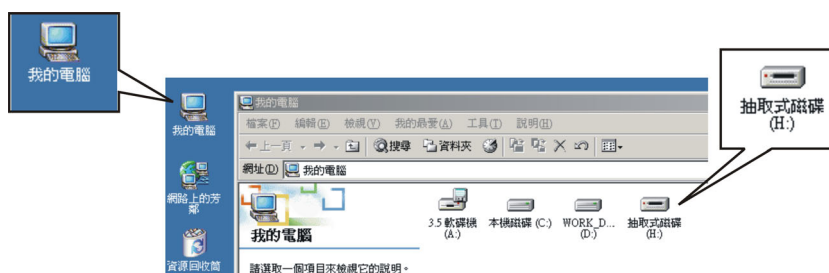 我的電腦
抽取式磁碟
(H:)
我的電腦
我的電腦
檔案(F) 編輯(E) 檢視(V) 我的最愛(A) 工具(T) 說明(H)
上一頁 搜尋 資料夾
網址(D) 我的電腦
網路上的芳
鄰
資源回收筒
我的電腦
請選取一個項目來檢視它的說明。
3.5 軟碟機
(A:)
本機磁碟 (C:)
WORK_D...
(D:)
抽取式磁碟
(H:)